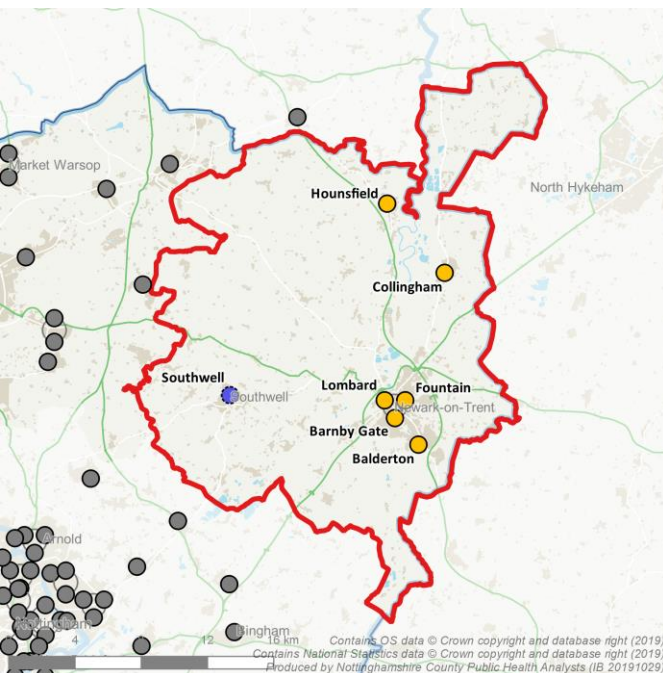 Market Warsop
North Hykeham
Hounsfield
Collingham
Southwell
Southwell
Lombard
Fountain
Newark-on-Trent
Barnby Gate
Balderton
Arnold
Nottingham
4
12
16 km
Bingham
Contains OS data © Crown copyright and database right (2019)
Contains National Statistics data © Crown copyright and database right (2019)
Produced by Nottinghamshire County Public Health Analysts (IB 20191029)